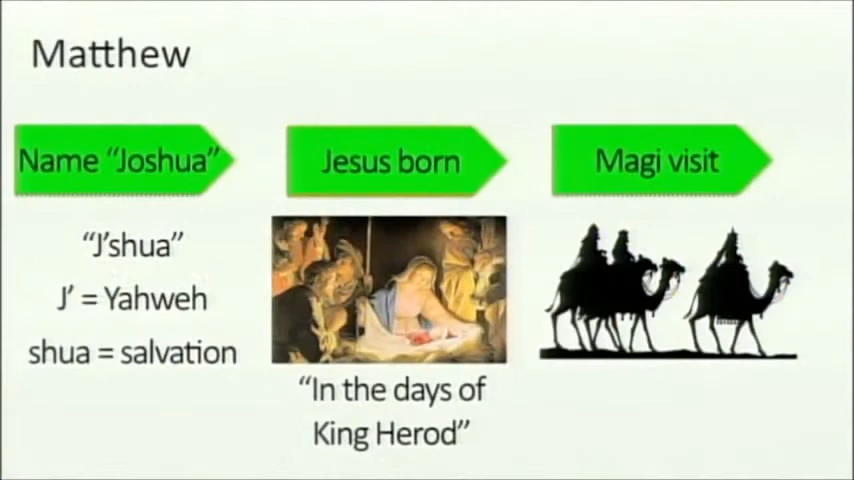 Matthew
Name “Joshua”
Jesus born
Magi visit
“J’shua”
J’ = Yahweh
shua = salvation
“In the days of
King Herod”